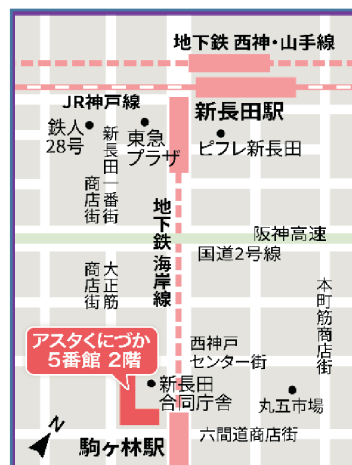 地下鉄 西神・山手線
JR神戸線
新長田駅
鉄人
28号
新長田一番街
商店街
東急
プラザ
ピフレ新長田
地下鉄 海岸線
阪神高速
国道2号線
大正筋
商店街
本町筋商店街
アスタくにづか
5番館 2階
西神戸
センター街
新長田
合同庁舎
丸五市場
六間道商店街
駒ヶ林駅
N